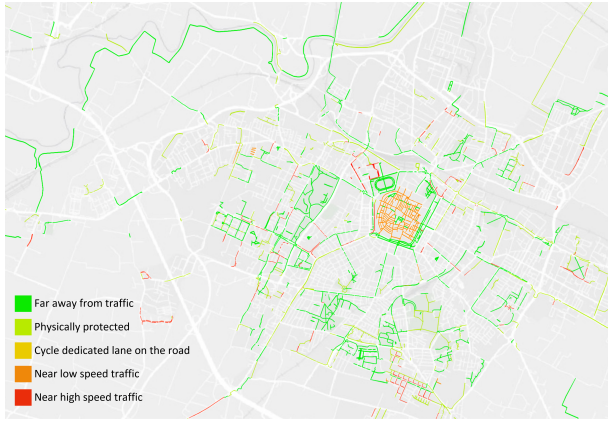 Far away from traffic
Physically protected
Cycle dedicated lane on the road
Near low speed traffic
Near high speed traffic